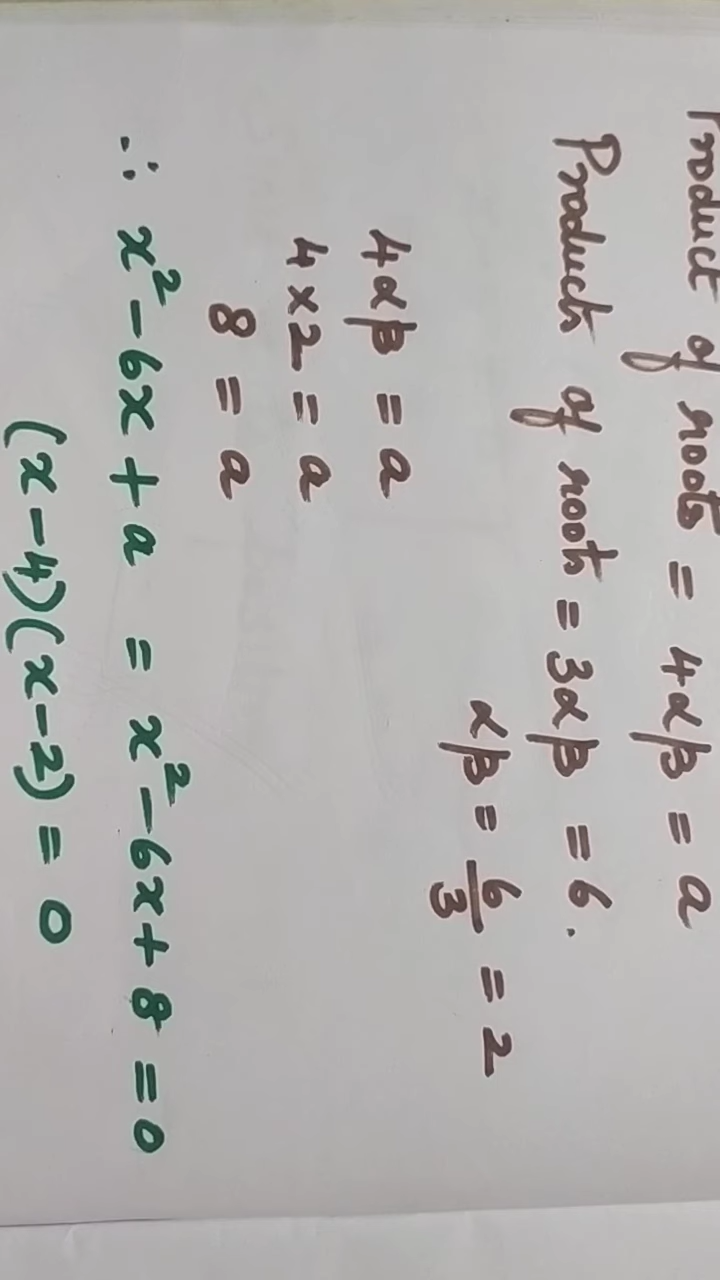 Product of roots = 4αβ = a
Products of roots = 3αβ = 6.
αβ = 6/3 = 2
4αβ = a
4 × 2 = a
8 = a
∴ x² - 6x + a = x² - 6x + 8 = 0
(x - 4)(x - 2) = 0